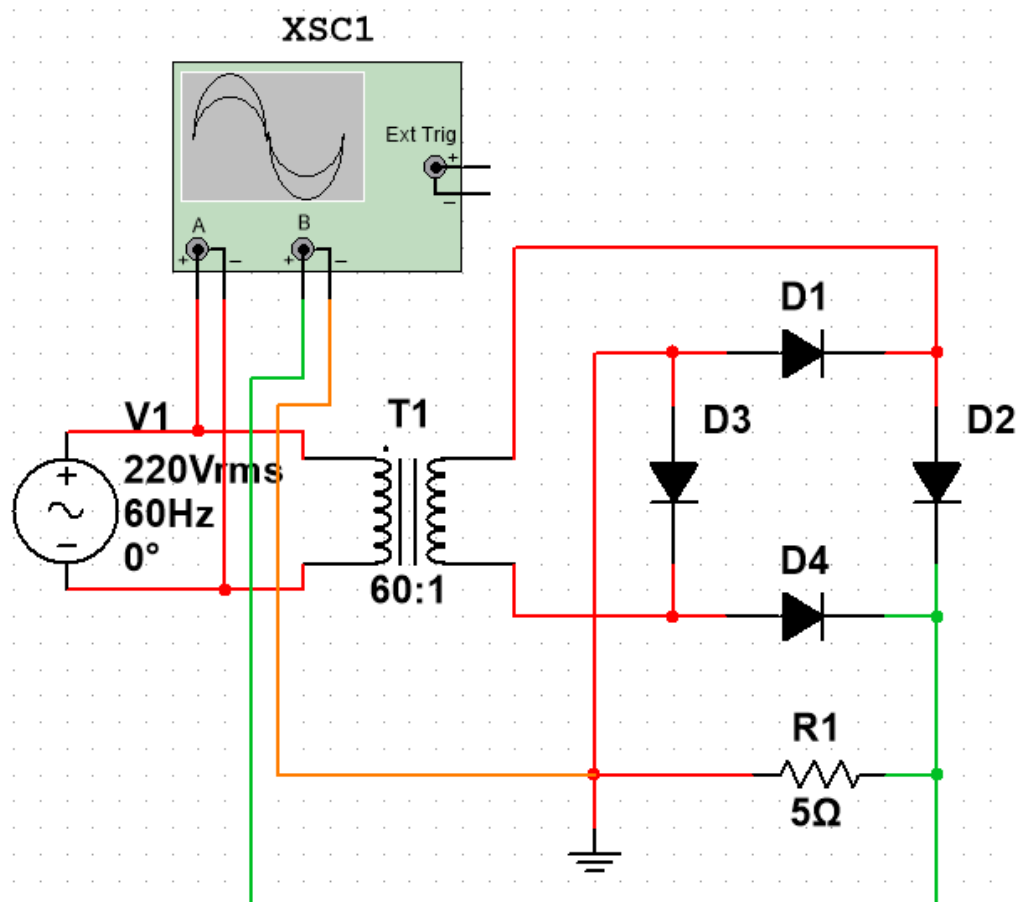 XSC1
Ext Trig
+
_
A
B
+
_
+
_
D1
V1
T1
D3
D2
220Vrms
+
60Hz
0°
D4
60:1
R1
5Ω